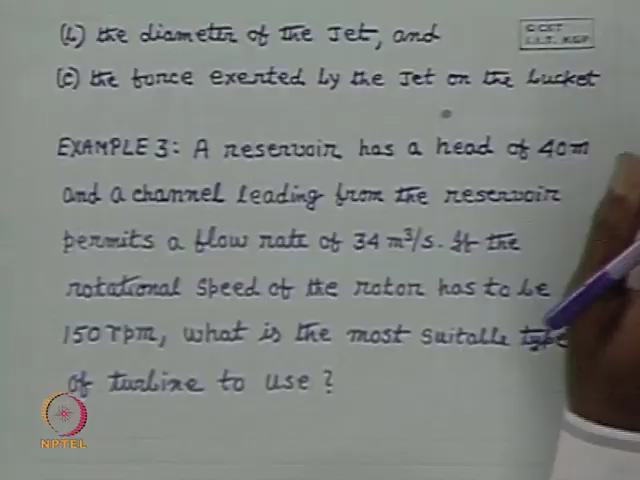 (b) the diameter of the Jet, and
© CET
I.I.T. KGP
(c) the force exerted by the Jet on the bucket
EXAMPLE 3: A reservoir has a head of 40m
and a channel leading from the reservoir
permits a flow rate of 34 m³/s. If the
rotational speed of the rotor has to be
150 rpm, what is the most suitable type
of turbine to use?
NPTEL